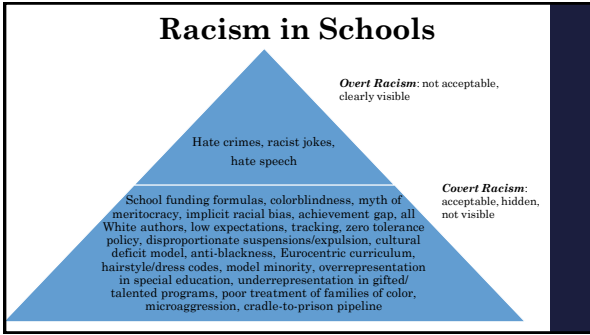 Racism in Schools
Overt Racism: not acceptable,
clearly visible
Hate crimes, racist jokes,
hate speech
Covert Racism:
acceptable, hidden,
not visible
School funding formulas, colorblindness, myth of
meritocracy, implicit racial bias, achievement gap, all
White authors, low expectations, tracking, zero tolerance
policy, disproportionate suspensions/expulsion, cultural
deficit model, anti-blackness, Eurocentric curriculum,
hairstyle/dress codes, model minority, overrepresentation
in special education, underrepresentation in gifted/
talented programs, poor treatment of families of color,
microaggression, cradle-to-prison pipeline